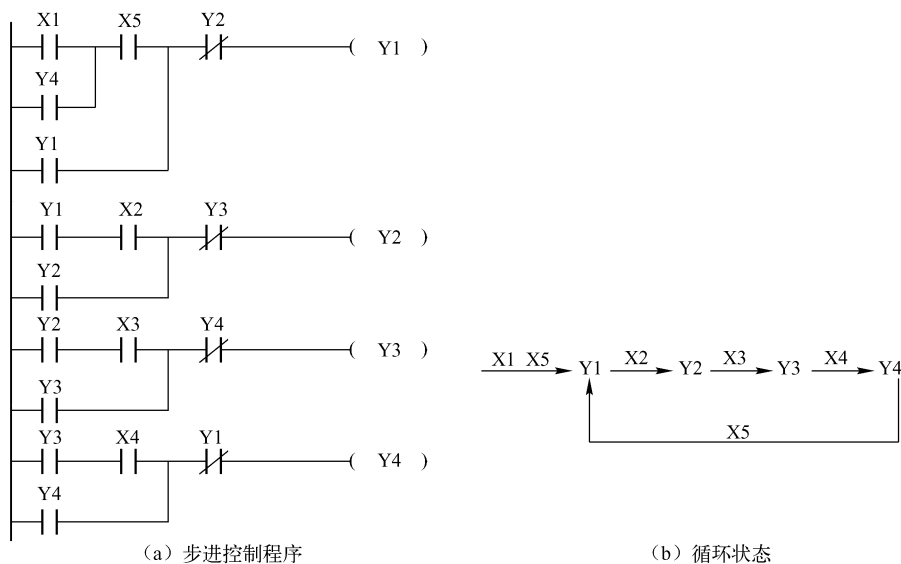 X1 X5 Y2
( Y1 )
Y4
Y1
Y1 X2 Y3
( Y2 )
Y2
Y2 X3 Y4
( Y3 )
Y3
Y3 X4 Y1
( Y4 )
Y4
(a)步进控制程序
X1 X5 Y1 X2 Y2 X3 Y3 X4 Y4
X5
(b)循环状态